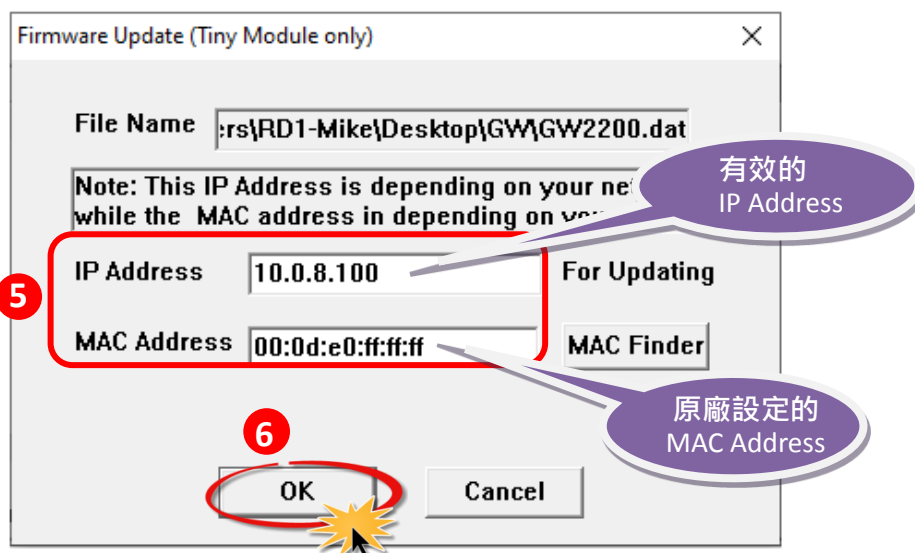 Firmware Update (Tiny Module only)
File Name :rs\RD1-Mike\Desktop\GW\GW2200.dat
Note: This IP Address is depending on your
while the MAC address in depending on
有效的
IP Address
5
IP Address 10.0.8.100 For Updating
MAC Address 00:0d:e0:ff:ff:ff MAC Finder
原廠設定的
MAC Address
6
OK Cancel